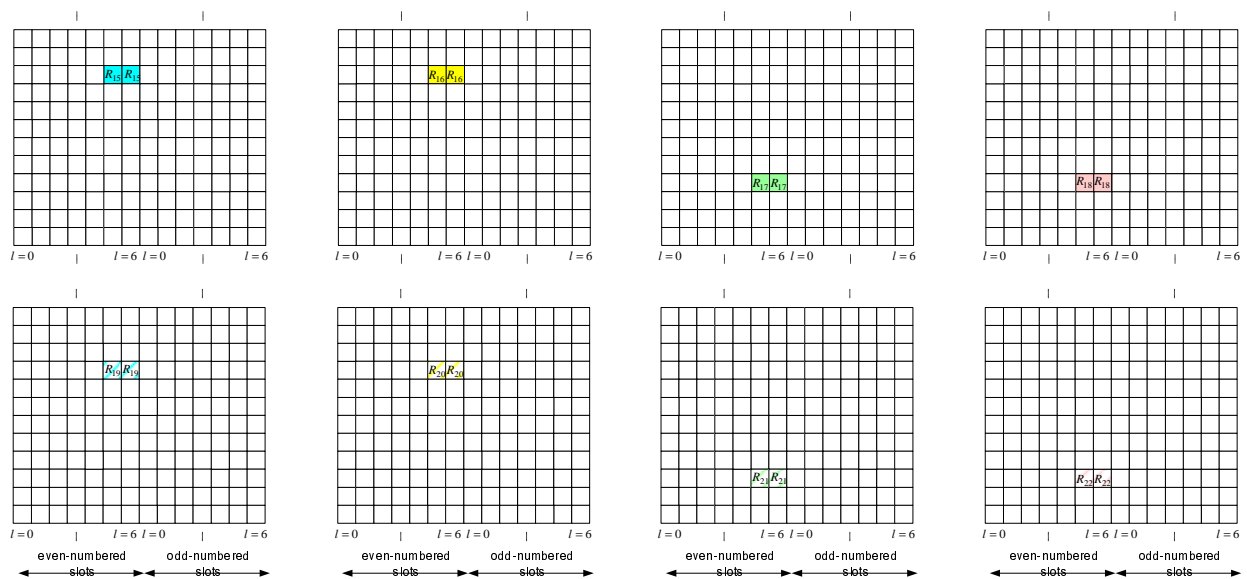 R15 R15 R16 R16
R17 R17 R18 R18
l = 0 l = 6 l = 0 l = 6 l = 0 l = 6 l = 0 l = 6 l = 0 l = 6 l = 0 l = 6 l = 0 l = 6 l = 0 l = 6
R19 R19 R20 R20
R21 R21 R22 R22
l = 0 l = 6 l = 0 l = 6 l = 0 l = 6 l = 0 l = 6 l = 0 l = 6 l = 0 l = 6 l = 0 l = 6 l = 0 l = 6
even-numbered odd-numbered even-numbered odd-numbered even-numbered odd-numbered even-numbered odd-numbered
slots slots slots slots slots slots slots slots